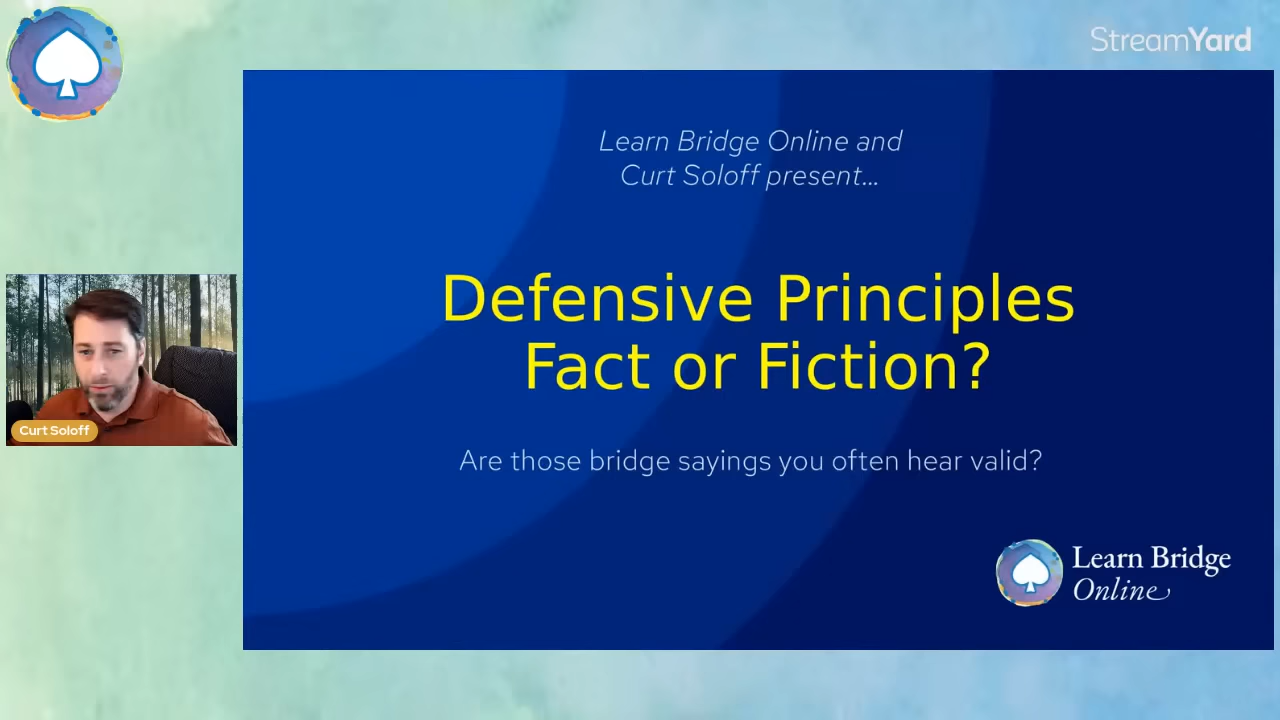 StreamYard
Learn Bridge Online and
Curt Soloff present...
Defensive Principles
Fact or Fiction?
Are those bridge sayings you often hear valid?
Curt Soloff
Learn Bridge
Online